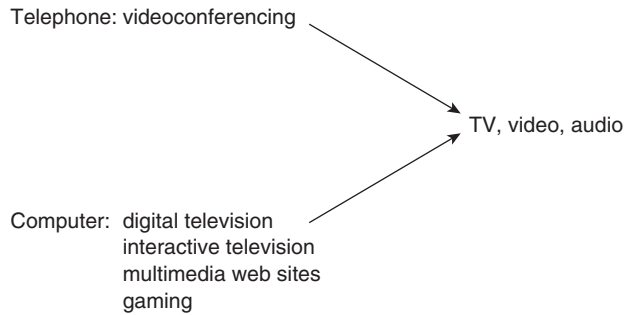 Telephone: videoconferencing
TV, video, audio
Computer: digital television
interactive television
multimedia web sites
gaming